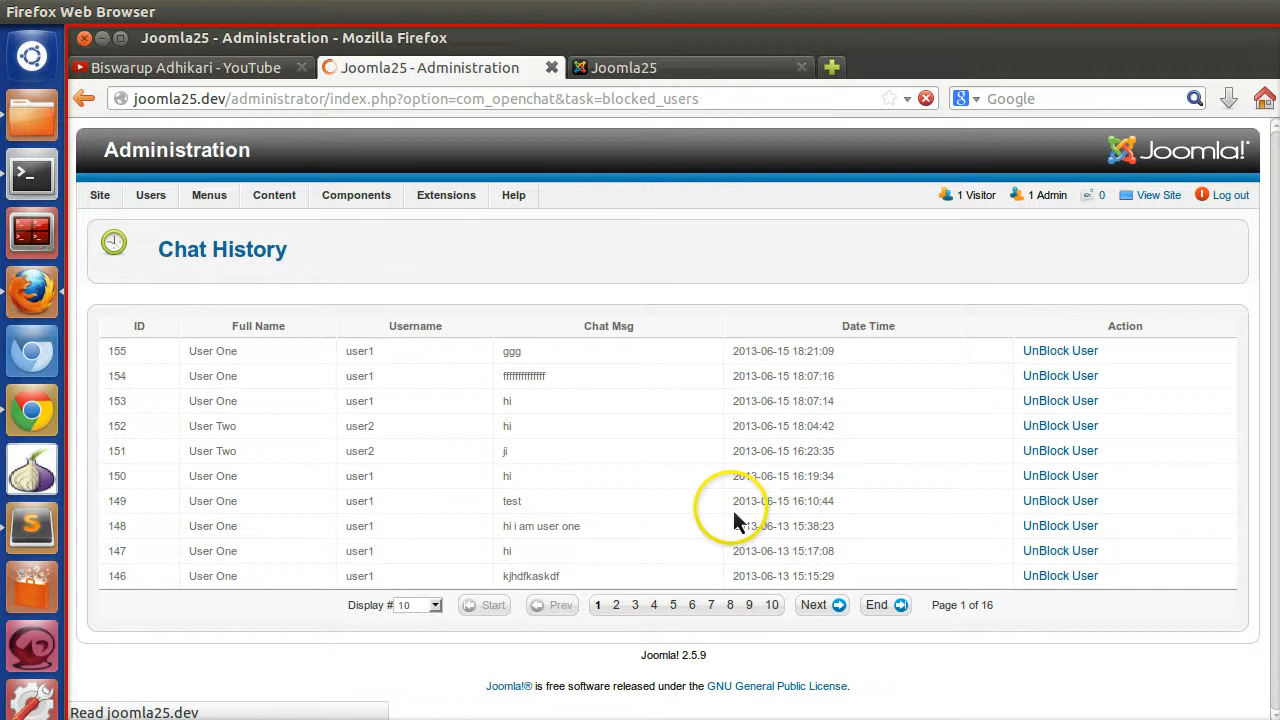 Firefox Web Browser
Joomla25 - Administration - Mozilla Firefox
Biswarup Adhikari - YouTube
Joomla25 - Administration
Joomla25
joomla25.dev/administrator/index.php?option=com_openchat&task=blocked_users
Google
Administration
Joomla!®
Site Users Menus Content Components Extensions Help
1 Visitor 1 Admin 0 View Site Log out
Chat History
ID Full Name Username Chat Msg Date Time Action
155 User One user1 ggg 2013-06-15 18:21:09 UnBlock User
154 User One user1 2013-06-15 18:07:16 UnBlock User
153 User One user1 hi 2013-06-15 18:07:14 UnBlock User
152 User Two user2 hi 2013-06-15 18:04:42 UnBlock User
151 User Two user2 ji 2013-06-15 16:23:35 UnBlock User
150 User One user1 hi 2013-06-15 16:19:34 UnBlock User
149 User One user1 test 2013-06-15 16:10:44 UnBlock User
148 User One user1 hi i am user one 2013-06-13 15:38:23 UnBlock User
147 User One user1 hi 2013-06-13 15:17:08 UnBlock User
146 User One user1 kjhdfkaskdf 2013-06-13 15:15:29 UnBlock User
Display # 10 Start Prev 1 2 3 4 5 6 7 8 9 10 Next End Page 1 of 16
Joomla! 2.5.9
Joomla!® is free software released under the GNU General Public License.
Read joomla25.dev